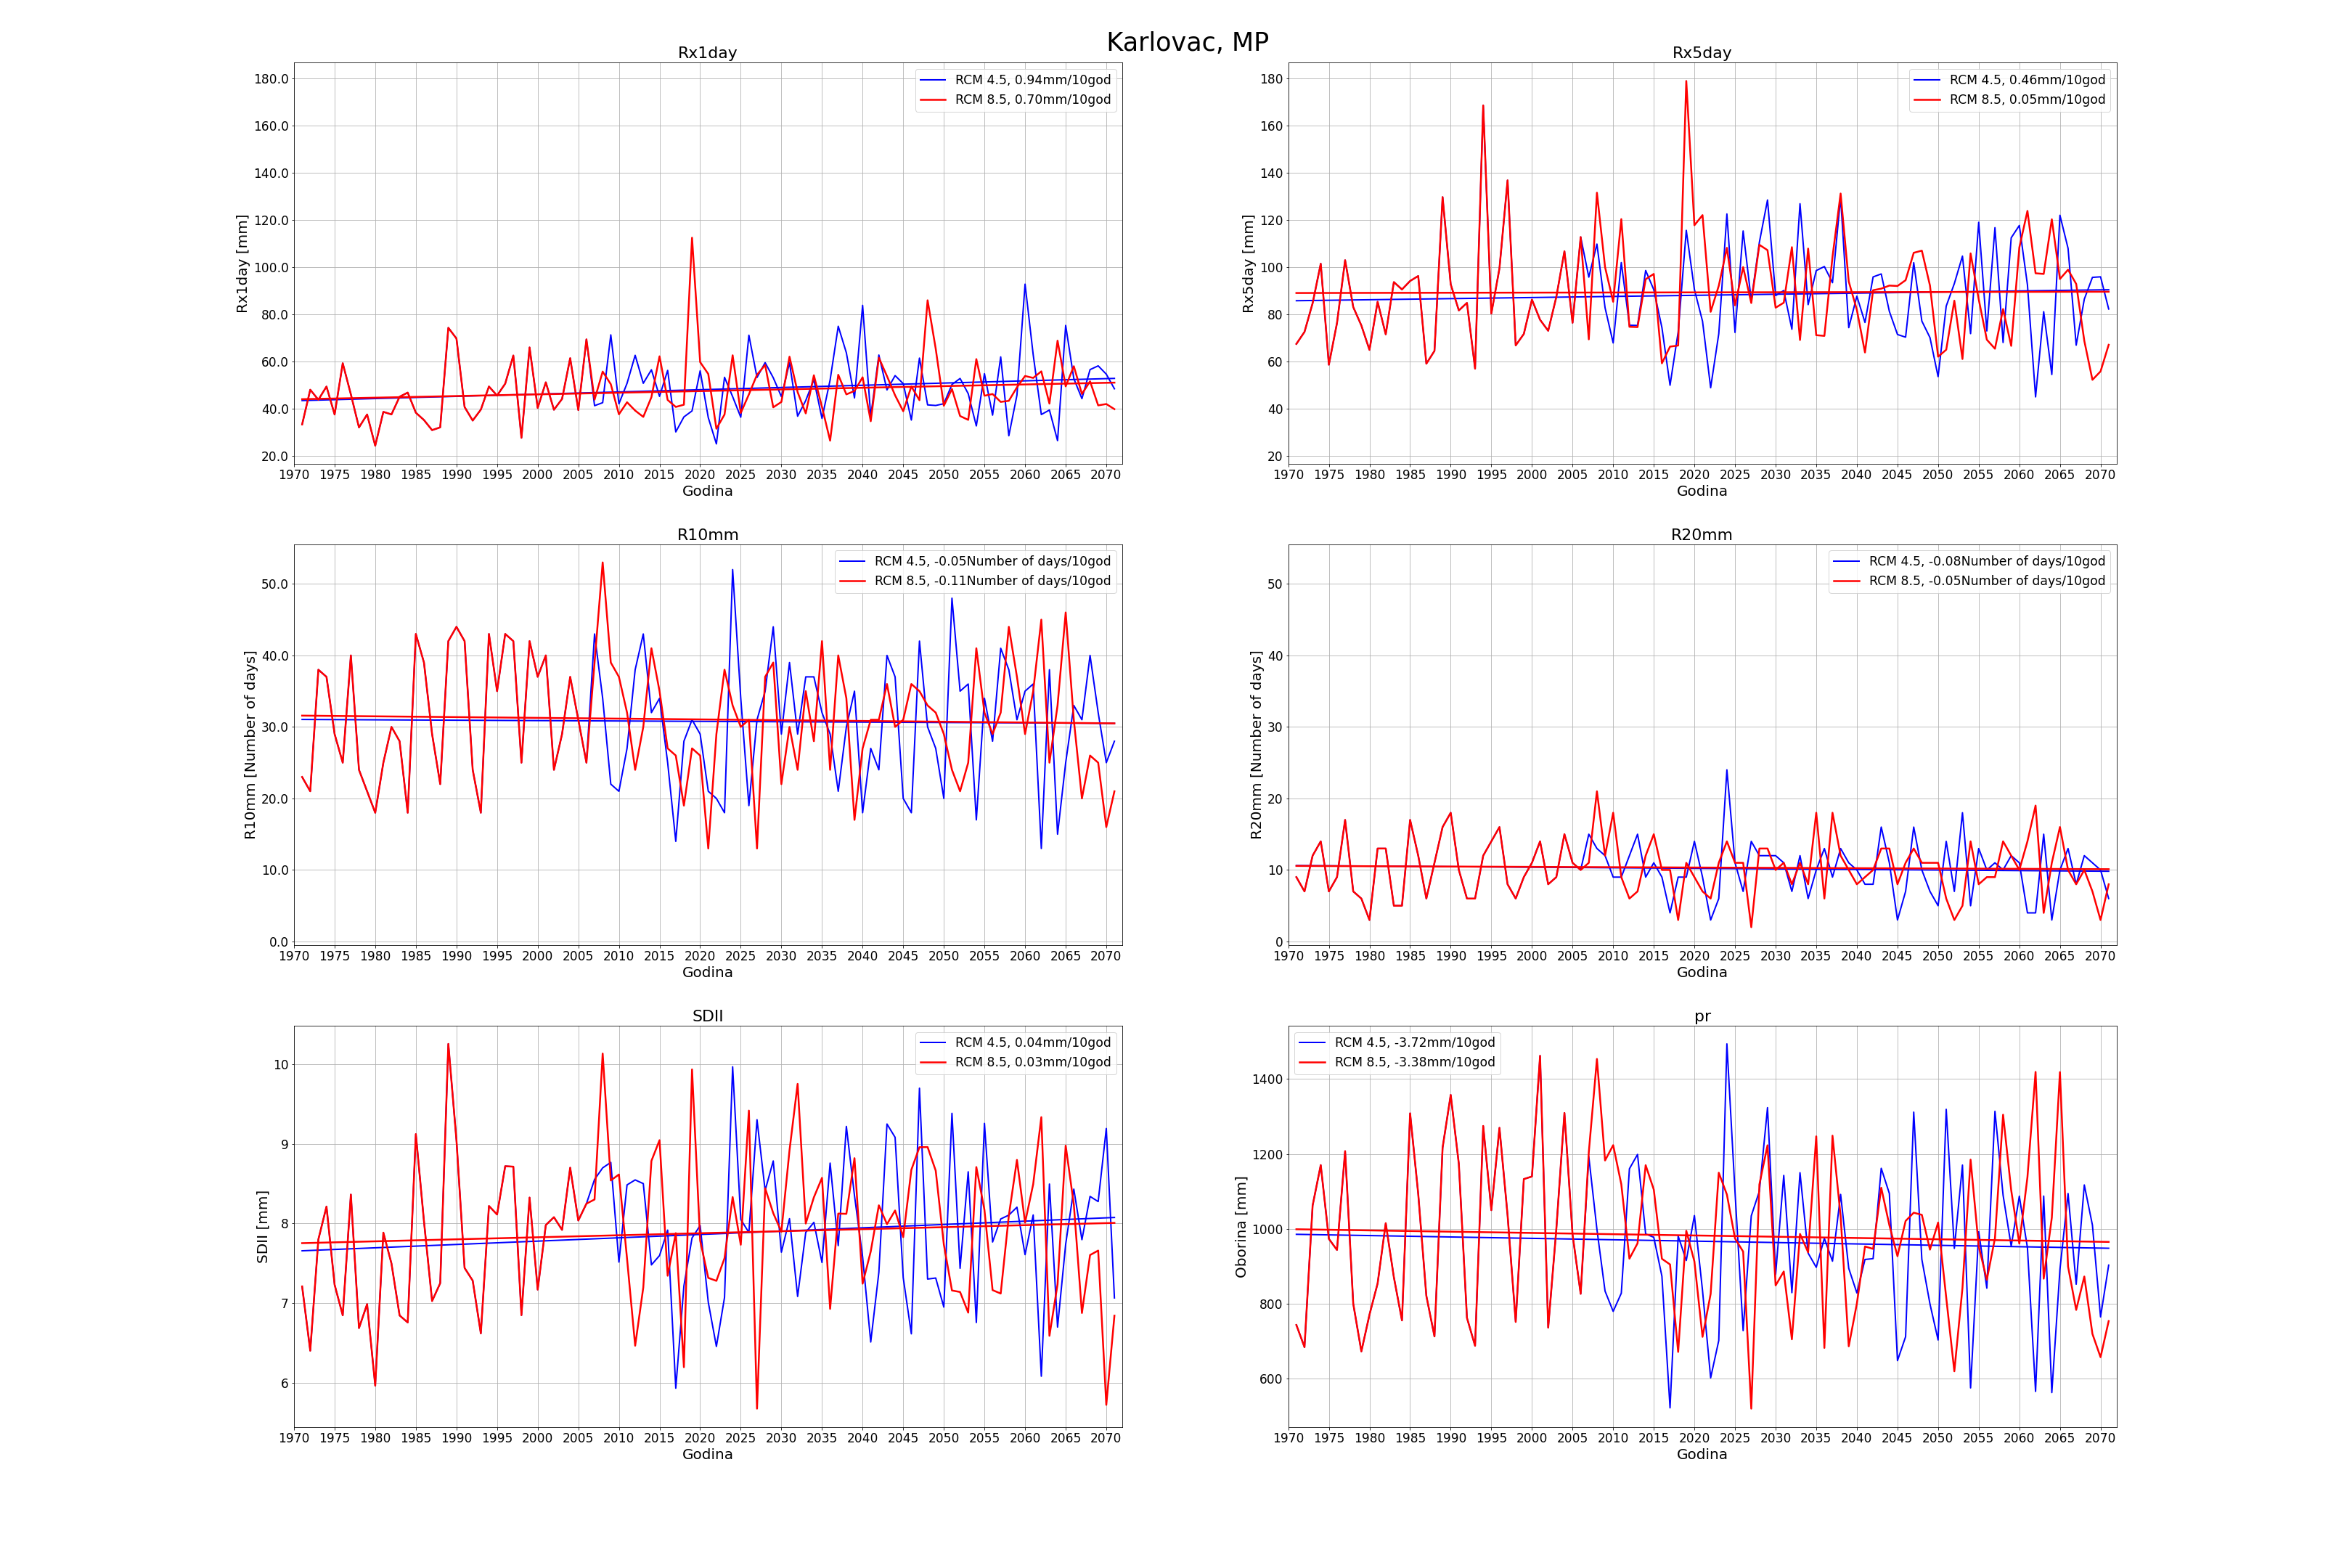 Karlovac, MP
Rx1day
RCM 4.5, 0.94mm/10god
RCM 8.5, 0.70mm/10god
Rx1day [mm]
180.0
160.0
140.0
120.0
100.0
80.0
60.0
40.0
20.0
1970 1975 1980 1985 1990 1995 2000 2005 2010 2015 2020 2025 2030 2035 2040 2045 2050 2055 2060 2065 2070
Godina
Rx5day
RCM 4.5, 0.46mm/10god
RCM 8.5, 0.05mm/10god
Rx5day [mm]
180
160
140
120
100
80
60
40
20
1970 1975 1980 1985 1990 1995 2000 2005 2010 2015 2020 2025 2030 2035 2040 2045 2050 2055 2060 2065 2070
Godina
R10mm
RCM 4.5, -0.05Number of days/10god
RCM 8.5, -0.11Number of days/10god
R10mm [Number of days]
50.0
40.0
30.0
20.0
10.0
0.0
1970 1975 1980 1985 1990 1995 2000 2005 2010 2015 2020 2025 2030 2035 2040 2045 2050 2055 2060 2065 2070
Godina
R20mm
RCM 4.5, -0.08Number of days/10god
RCM 8.5, -0.05Number of days/10god
R20mm [Number of days]
50
40
30
20
10
0
1970 1975 1980 1985 1990 1995 2000 2005 2010 2015 2020 2025 2030 2035 2040 2045 2050 2055 2060 2065 2070
Godina
SDII
RCM 4.5, 0.04mm/10god
RCM 8.5, 0.03mm/10god
SDII [mm]
10
9
8
7
6
1970 1975 1980 1985 1990 1995 2000 2005 2010 2015 2020 2025 2030 2035 2040 2045 2050 2055 2060 2065 2070
Godina
pr
RCM 4.5, -3.72mm/10god
RCM 8.5, -3.38mm/10god
Oborina [mm]
1400
1200
1000
800
600
1970 1975 1980 1985 1990 1995 2000 2005 2010 2015 2020 2025 2030 2035 2040 2045 2050 2055 2060 2065 2070
Godina